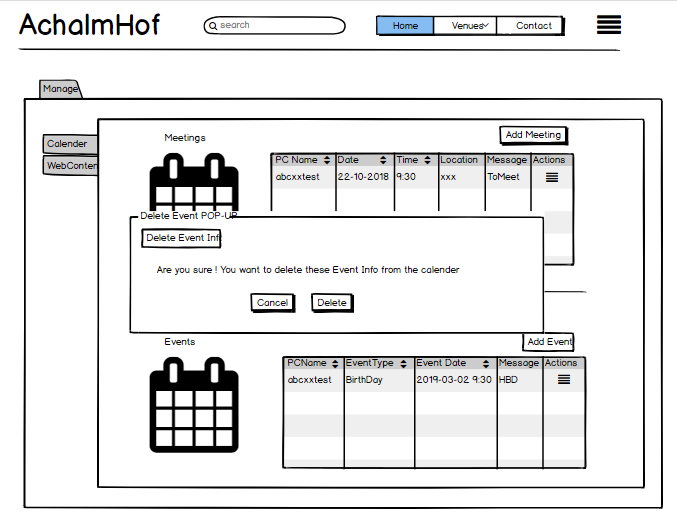 AchalmHof
search
Home Venues Contact
Manage
Calender
WebConten
Meetings
Add Meeting
PC Name Date Time Location Message Actions
abcxxtest 22-10-2018 9:30 xxx ToMeet
Delete Event POP-UP
Delete Event Inf
Are you sure ! You want to delete these Event Info from the calender
Cancel Delete
Events
Add Event
PCName EventType Event Date Message Actions
abcxxtest BirthDay 2019-03-02 9:30 HBD